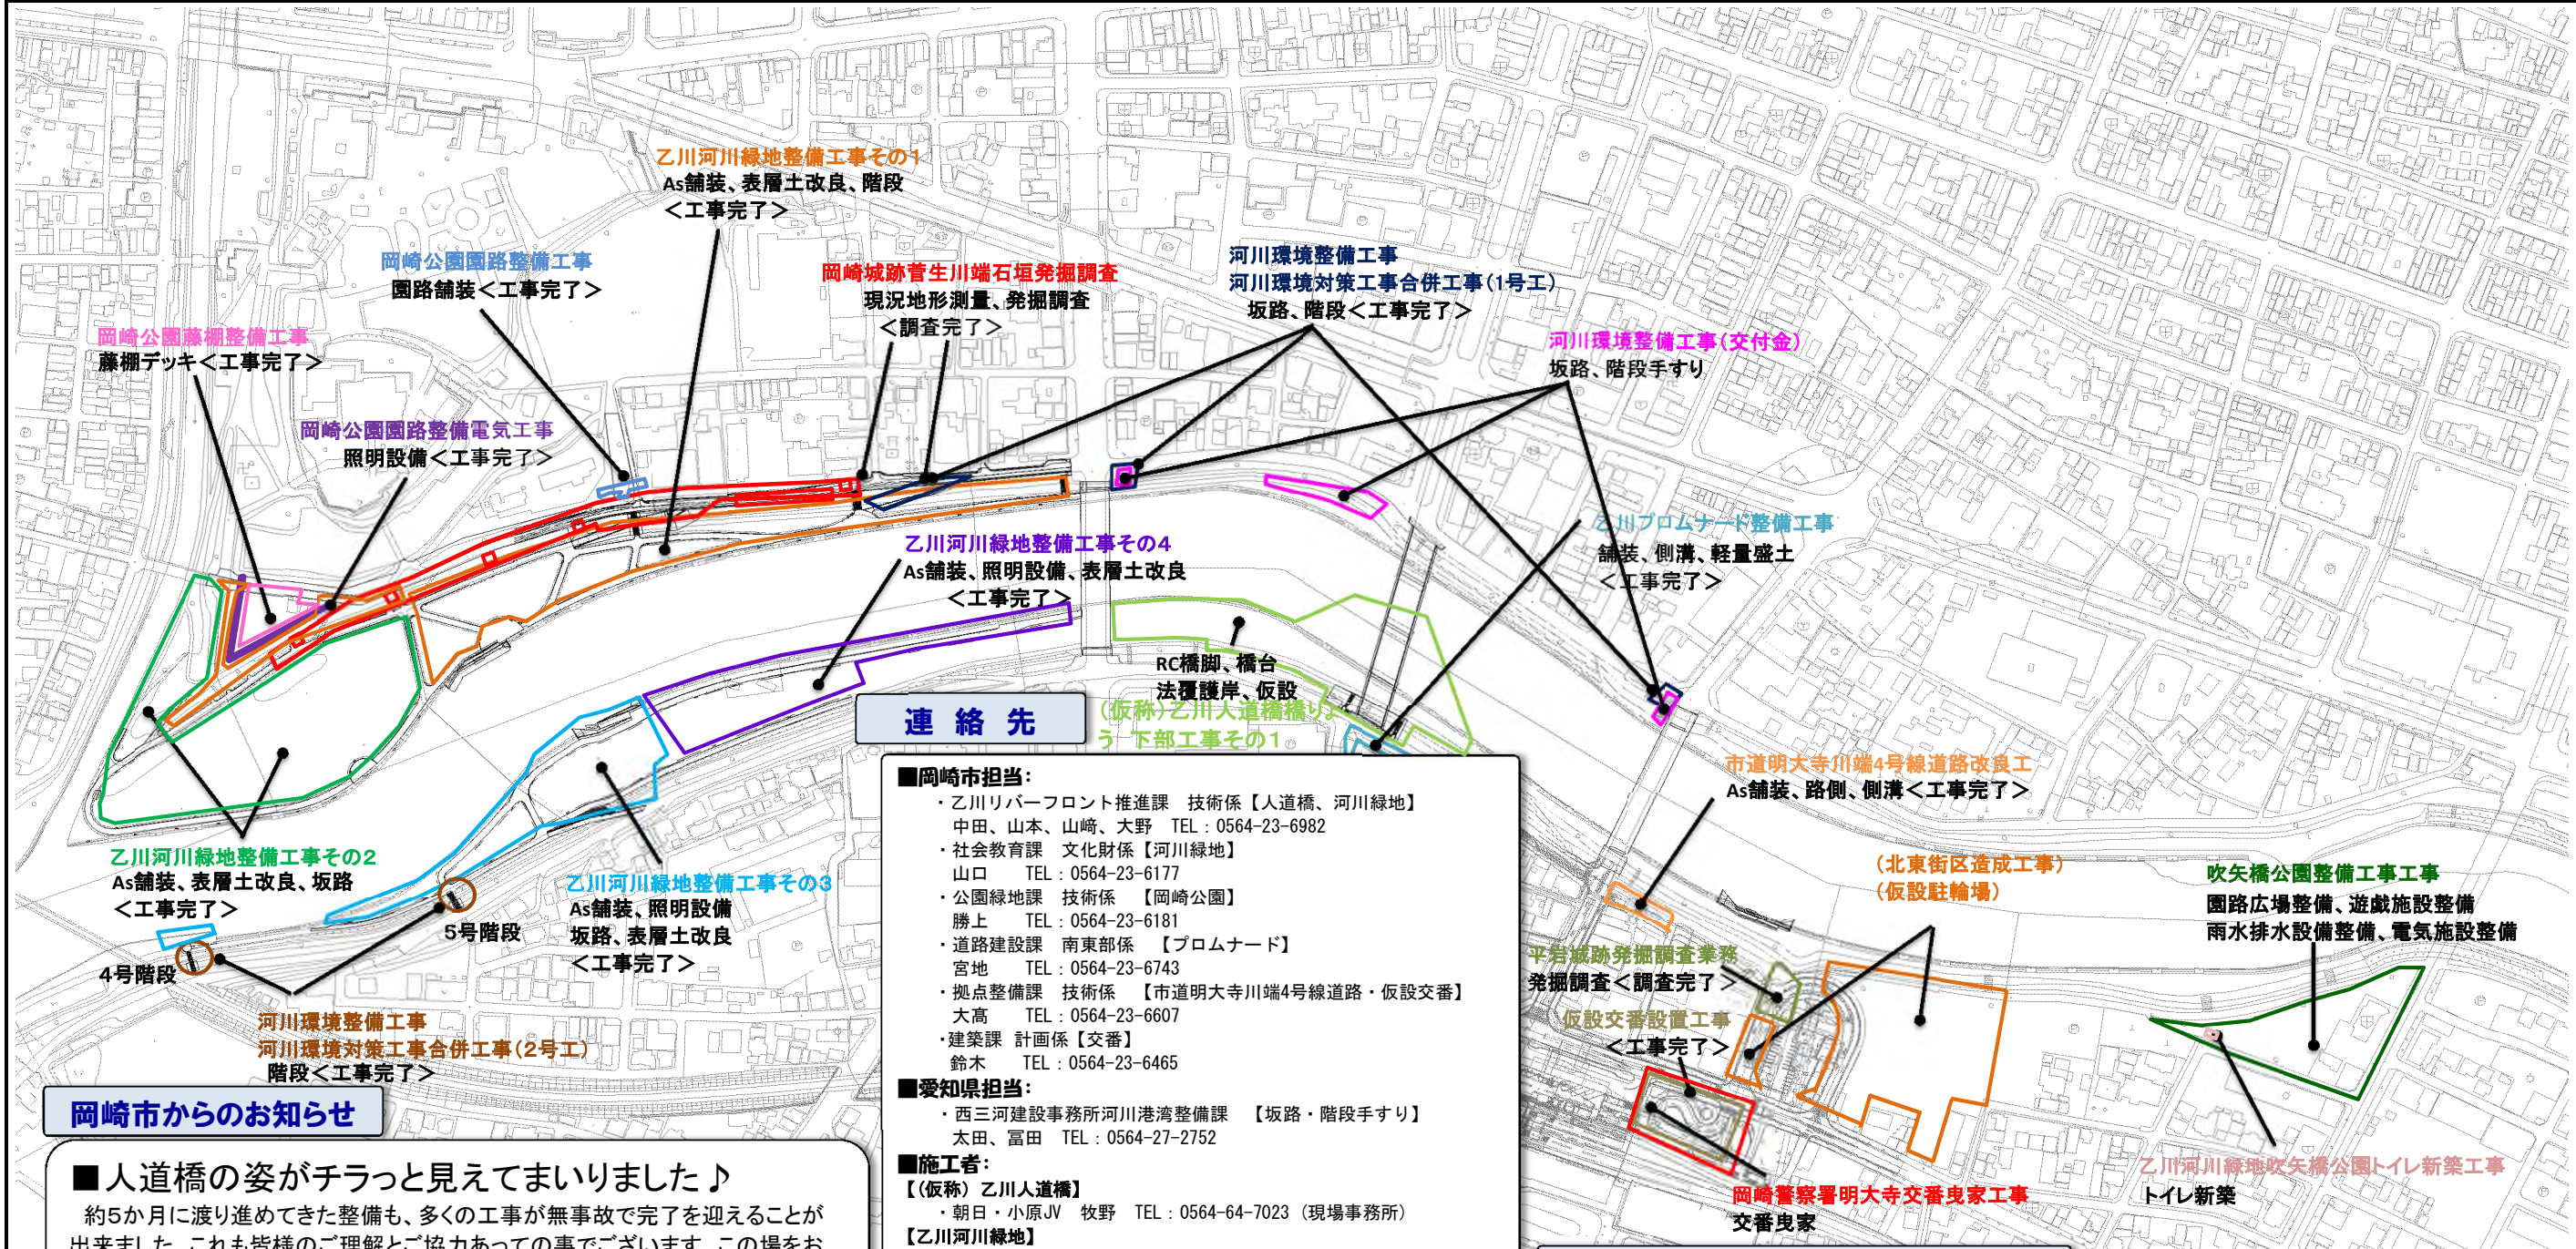 乙川河川緑地整備工事その1
As舗装、表層土改良、階段
＜工事完了＞
岡崎公園園路整備工事
園路舗装＜工事完了＞
岡崎城跡菅生川端石垣発掘調査
現況地形測量、発掘調査
＜調査完了＞
河川環境整備工事
河川環境対策工事合併工事(1号工)
坂路、階段＜工事完了＞
河川環境整備工事(交付金)
坂路、階段手すり
岡崎公園藤棚整備工事
藤棚デッキ＜工事完了＞
岡崎公園園路整備電気工事
照明設備＜工事完了＞
乙川河川緑地整備工事その4
As舗装、照明設備、表層土改良
＜工事完了＞
乙川プロムナード整備工事
舗装、側溝、軽量盛土
＜工事完了＞
RC橋脚、橋台
法覆護岸、仮設
(仮称)乙川人道橋橋りょ
う 下部工事その1
市道明大寺川端4号線道路改良工
As舗装、路側、側溝＜工事完了＞
乙川河川緑地整備工事その2
As舗装、表層土改良、坂路
＜工事完了＞
乙川河川緑地整備工事その3
As舗装、照明設備
坂路、表層土改良
＜工事完了＞
5号階段
4号階段
河川環境整備工事
河川環境対策工事合併工事(2号工)
階段＜工事完了＞
(北東街区造成工事)
(仮設駐輪場)
吹矢橋公園整備工事工事
園路広場整備、遊戯施設整備
雨水排水設備整備、電気施設整備
平岩城跡発掘調査業務
発掘調査＜調査完了＞
仮設交番設置工事
＜工事完了＞
岡崎警察署明大寺交番曳家工事
交番曳家
乙川河川緑地吹矢橋公園トイレ新築工事
トイレ新築
連 絡 先
■岡崎市担当：
・乙川リバーフロント推進課 技術係【人道橋、河川緑地】
中田、山本、山﨑、大野 TEL：0564-23-6982
・社会教育課 文化財係【河川緑地】
山口 TEL：0564-23-6177
・公園緑地課 技術係 【岡崎公園】
勝上 TEL：0564-23-6181
・道路建設課 南東部係 【プロムナード】
宮地 TEL：0564-23-6743
・拠点整備課 技術係 【市道明大寺川端4号線道路・仮設交番】
大髙 TEL：0564-23-6607
・建築課 計画係【交番】
鈴木 TEL：0564-23-6465
■愛知県担当：
・西三河建設事務所河川港湾整備課 【坂路・階段手すり】
太田、冨田 TEL：0564-27-2752
■施工者：
【(仮称) 乙川人道橋】
・朝日・小原JV 牧野 TEL：0564-64-7023（現場事務所）
【乙川河川緑地】
岡崎市からのお知らせ
■人道橋の姿がチラっと見えてまいりました♪
約5か月に渡り進めてきた整備も、多くの工事が無事故で完了を迎えることが
出来ました。これも皆様のご理解とご協力あっての事でございます。この場をお